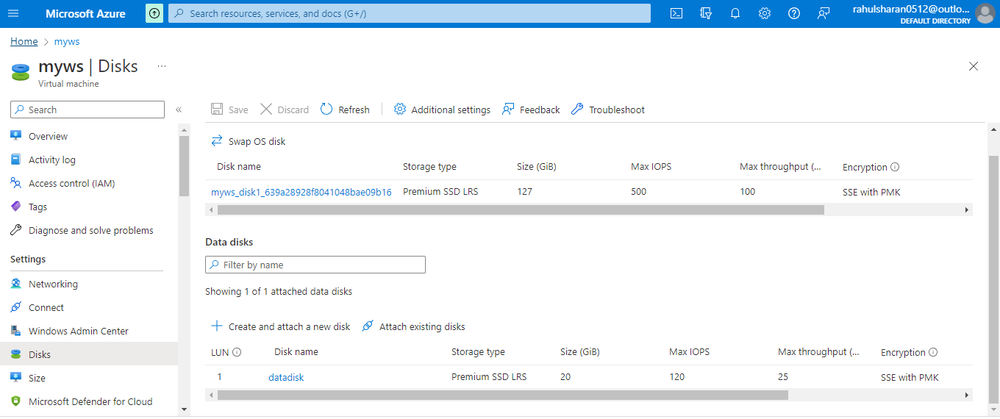 Microsoft Azure
Search resources, services, and docs (G+/)
rahulsharan0512@outlo...
DEFAULT DIRECTORY
Home > myws
myws | Disks ...
Virtual machine
Search «
Overview
Activity log
Access control (IAM)
Tags
Diagnose and solve problems
Settings
Networking
Connect
Windows Admin Center
Disks
Size
Microsoft Defender for Cloud
Save Discard Refresh Additional settings Feedback Troubleshoot
Swap OS disk
Disk name Storage type Size (GiB) Max IOPS Max throughput (... Encryption
myws_disk1_639a28928f8041048bae09b16 Premium SSD LRS 127 500 100 SSE with PMK
Data disks
Filter by name
Showing 1 of 1 attached data disks
Create and attach a new disk Attach existing disks
LUN Disk name Storage type Size (GiB) Max IOPS Max throughput (... Encryption
1 datadisk Premium SSD LRS 20 120 25 SSE with PMK